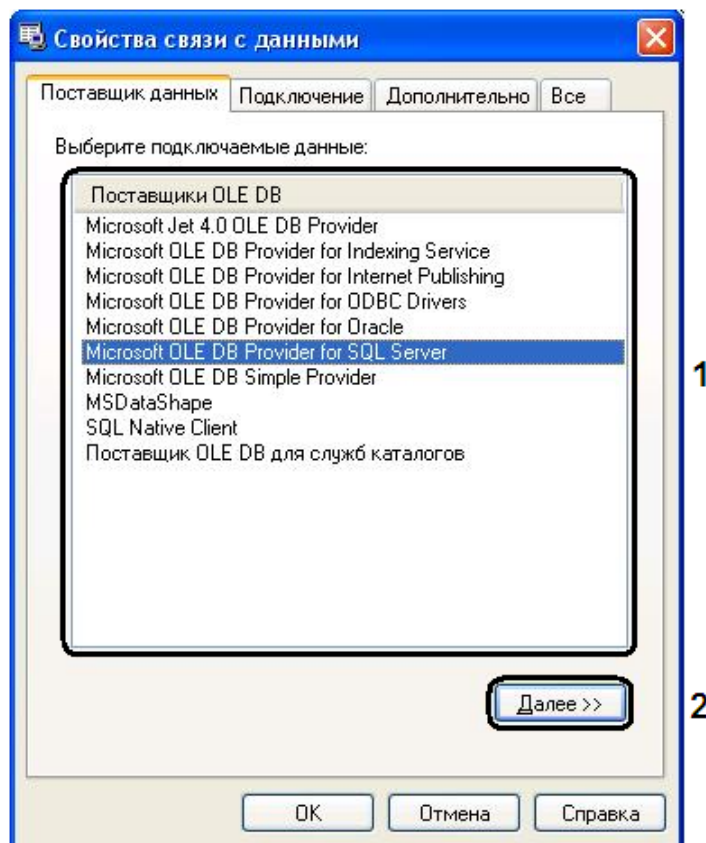 Свойства связи с данными
Поставщик данных Подключение Дополнительно Все
Выберите подключаемые данные:
Поставщики OLE DB
Microsoft Jet 4.0 OLE DB Provider
Microsoft OLE DB Provider for Indexing Service
Microsoft OLE DB Provider for Internet Publishing
Microsoft OLE DB Provider for ODBC Drivers
Microsoft OLE DB Provider for Oracle
Microsoft OLE DB Provider for SQL Server
1
Microsoft OLE DB Simple Provider
MSDataShape
SQL Native Client
Поставщик OLE DB для служб каталогов
Далее >>
2
OK Отмена Справка